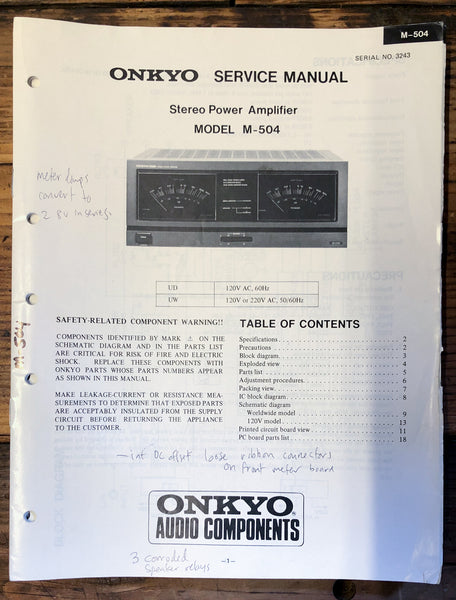 M-504
SERIAL NO. 3243
ONKYO SERVICE MANUAL
Stereo Power Amplifier
MODEL M-504
meter lamps
convert to
2 8v in series.
UD 120V AC, 60Hz
UW 120V or 220V AC, 50/60Hz
SAFETY-RELATED COMPONENT WARNING!!
COMPONENTS IDENTIFIED BY MARK ⚠ ON THE
SCHEMATIC DIAGRAM AND IN THE PARTS LIST
ARE CRITICAL FOR RISK OF FIRE AND ELECTRIC
SHOCK. REPLACE THESE COMPONENTS WITH
ONKYO PARTS WHOSE PARTS NUMBERS APPEAR
AS SHOWN IN THIS MANUAL.
MAKE LEAKAGE-CURRENT OR RESISTANCE MEA-
SUREMENTS TO DETERMINE THAT EXPOSED PARTS
ARE ACCEPTABLY INSULATED FROM THE SUPPLY
CIRCUIT BEFORE RETURNING THE APPLIANCE
TO THE CUSTOMER.
TABLE OF CONTENTS
Specifications 2
Precautions 2
Block diagram 3
Exploded view 4
Parts list 5
Adjustment procedures 6
Packing view 7
IC block diagram 8
Schematic diagram
Worldwide model 9
120V model 13
Printed circuit board view 11
PC board parts list 18
M 504
- int DC offset loose ribbon connectors
on front meter board
ONKYO
AUDIO COMPONENTS
3 corroded
speaker relays
-1-